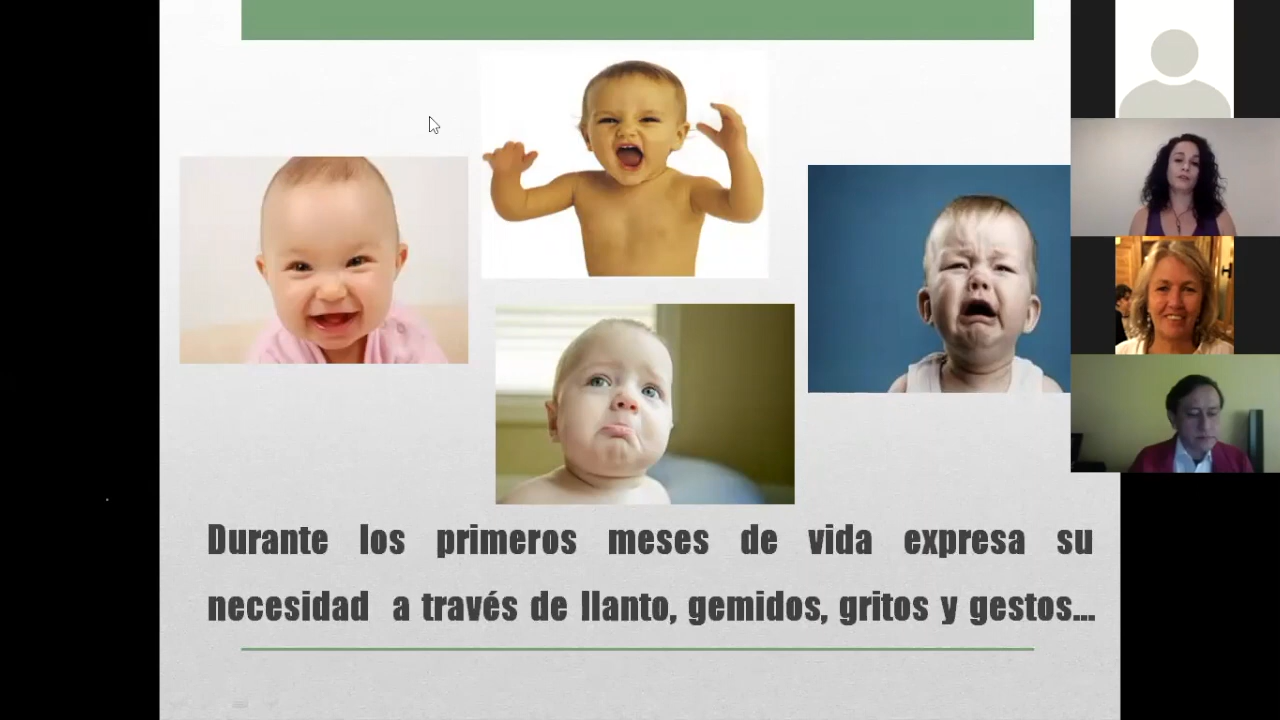 Durante los primeros meses de vida expresa su
necesidad a través de llanto, gemidos, gritos y gestos...